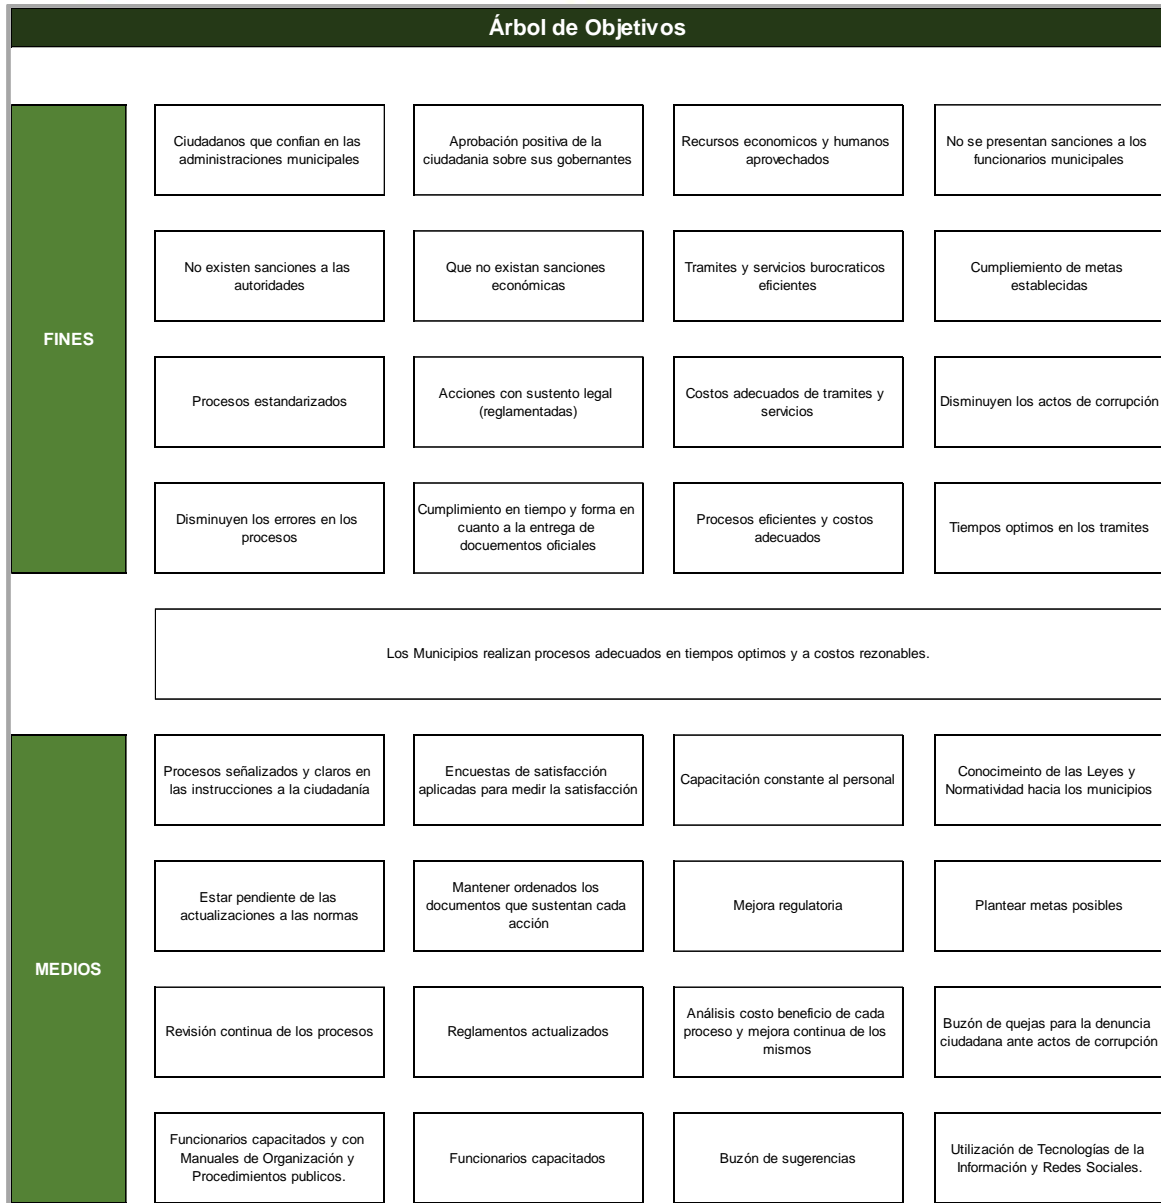 Árbol de Objetivos
FINES
Ciudadanos que confian en las
administraciones municipales
Aprobación positiva de la
ciudadania sobre sus gobernantes
Recursos economicos y humanos
aprovechados
No se presentan sanciones a los
funcionarios municipales
No existen sanciones a las
autoridades
Que no existan sanciones
económicas
Tramites y servicios burocraticos
eficientes
Cumpliemiento de metas
establecidas
Procesos estandarizados
Acciones con sustento legal
(reglamentadas)
Costos adecuados de tramites y
servicios
Disminuyen los actos de corrupción
Disminuyen los errores en los
procesos
Cumplimiento en tiempo y forma en
cuanto a la entrega de
docuementos oficiales
Procesos eficientes y costos
adecuados
Tiempos optimos en los tramites
Los Municipios realizan procesos adecuados en tiempos optimos y a costos rezonables.
MEDIOS
Procesos señalizados y claros en
las instrucciones a la ciudadanía
Encuestas de satisfacción
aplicadas para medir la satisfacción
Capacitación constante al personal
Conocimeinto de las Leyes y
Normatividad hacia los municipios
Estar pendiente de las
actualizaciones a las normas
Mantener ordenados los
documentos que sustentan cada
acción
Mejora regulatoria
Plantear metas posibles
Revisión continua de los procesos
Reglamentos actualizados
Análisis costo beneficio de cada
proceso y mejora continua de los
mismos
Buzón de quejas para la denuncia
ciudadana ante actos de corrupción
Funcionarios capacitados y con
Manuales de Organización y
Procedimientos publicos.
Funcionarios capacitados
Buzón de sugerencias
Utilización de Tecnologías de la
Información y Redes Sociales.